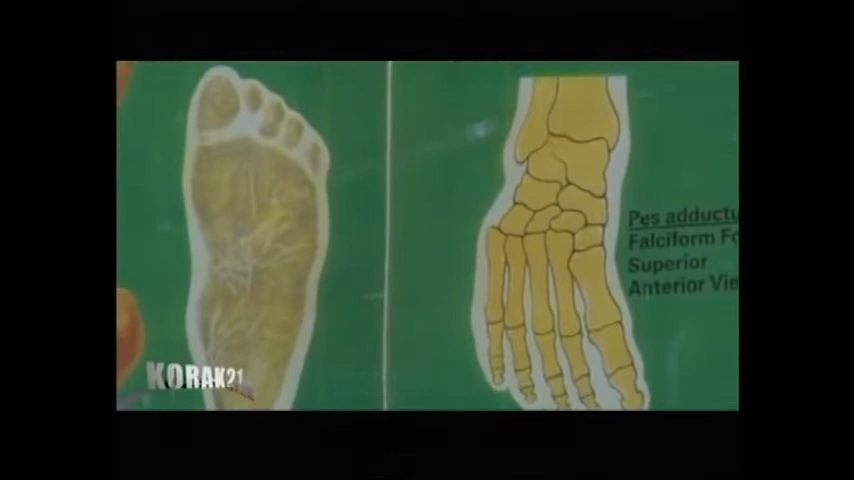 Pes adductu
Falciform Fo
Superior
Anterior Vie
KORAK21